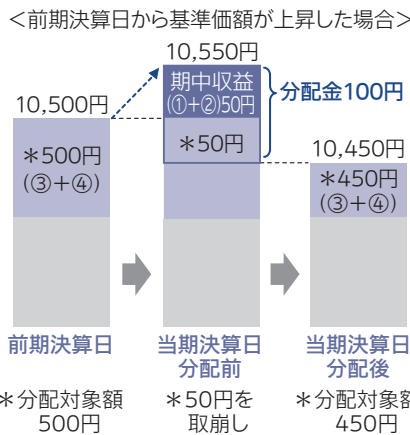 <前期決算日から基準価額が上昇した場合>
10,550円
期中収益
(①+②)50円
分配金100円
10,500円
*500円
(③+④)
*50円
10,450円
*450円
(③+④)
前期決算日
当期決算日
分配前
当期決算日
分配後
*分配対象額
500円
*50円を
取崩し
*分配対象額
450円